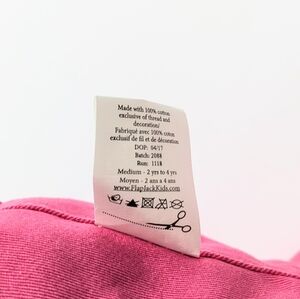 Made with 100% cotton
exclusive of thread and
decoration/
Fabriqué avec 100% coton
exclusif de fil et de décoration
DOP: 04/17
Batch: 2088
Run: 1118
Medium - 2 yrs to 4 yrs
Moyen - 2 ans a 4 ans
www.FlapJackKids.com